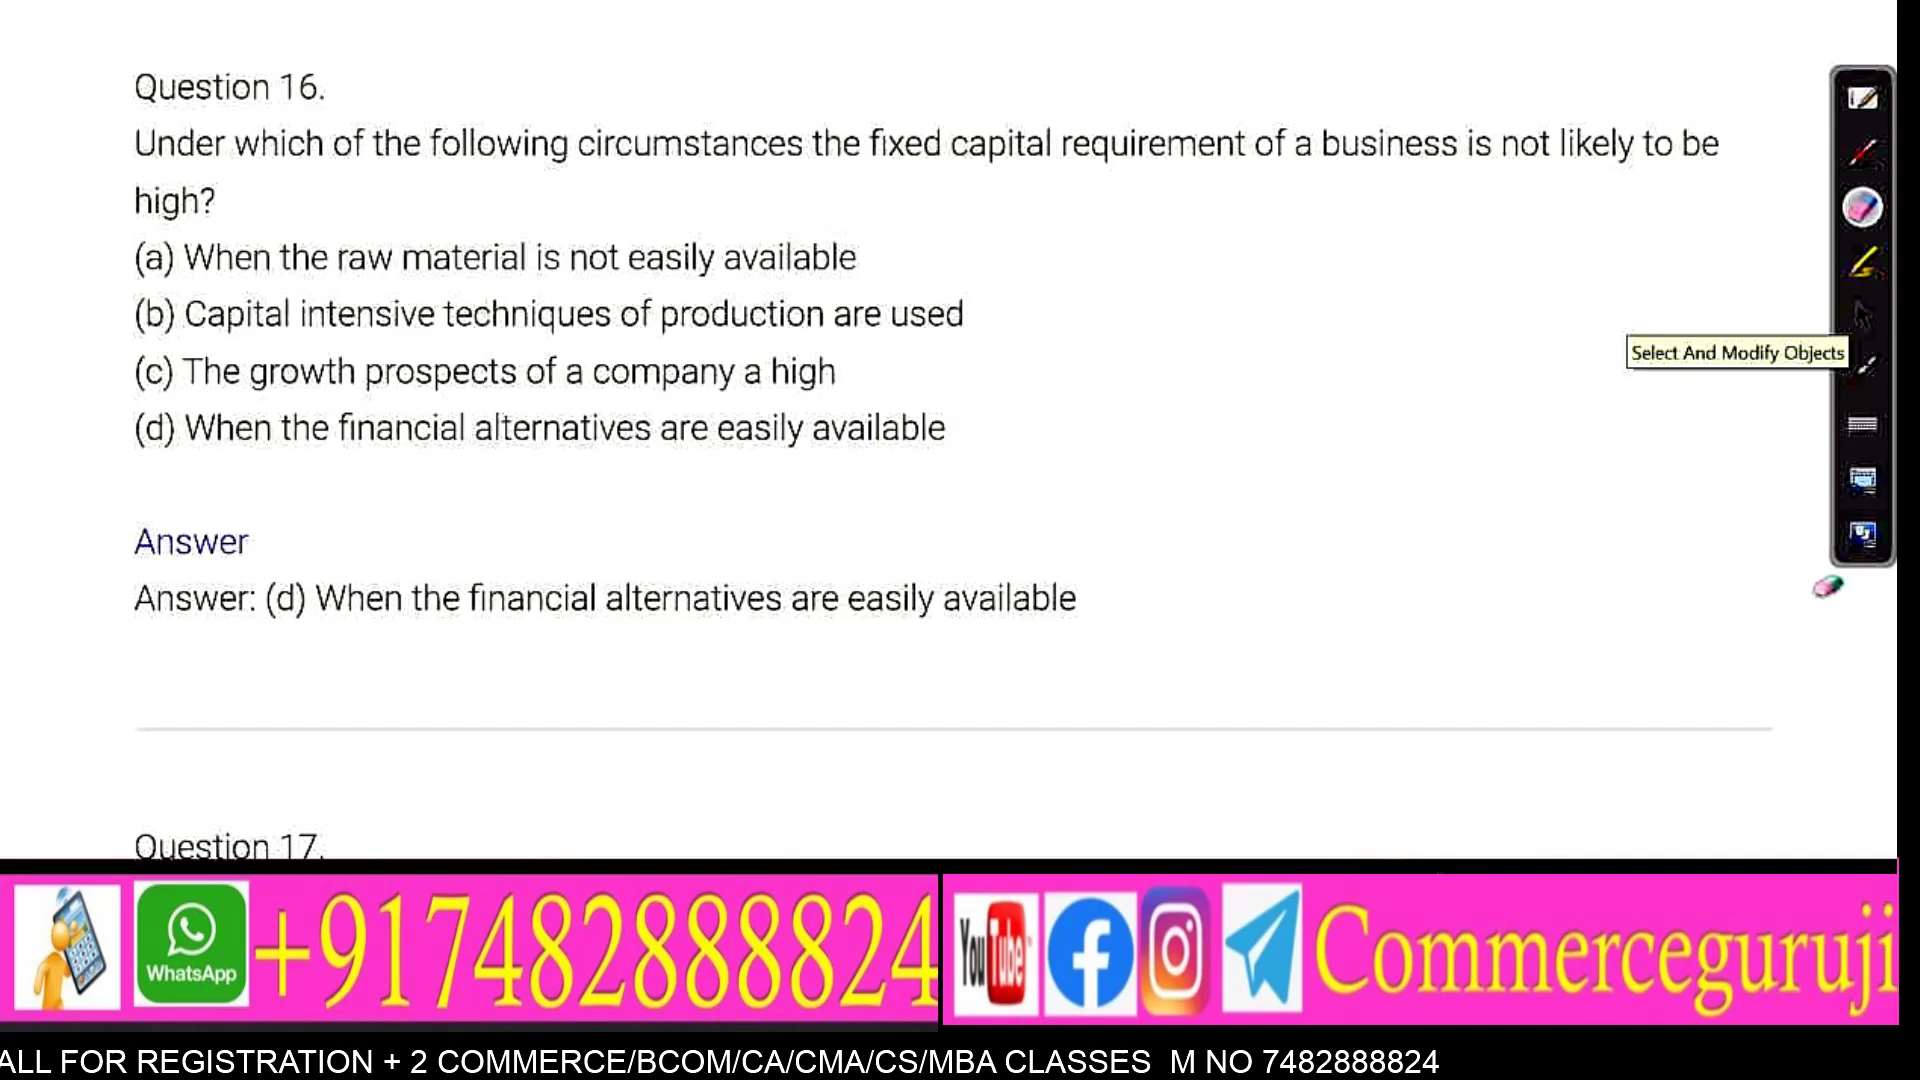 Question 16.
Under which of the following circumstances the fixed capital requirement of a business is not likely to be
high?
(a) When the raw material is not easily available
(b) Capital intensive techniques of production are used
(c) The growth prospects of a company a high
(d) When the financial alternatives are easily available
Select And Modify Objects
Answer
Answer: (d) When the financial alternatives are easily available
Question 17.
WhatsApp
+917482888824
YouTube
Commerceguruji
ALL FOR REGISTRATION + 2 COMMERCE/BCOM/CA/CMA/CS/MBA CLASSES M NO 7482888824